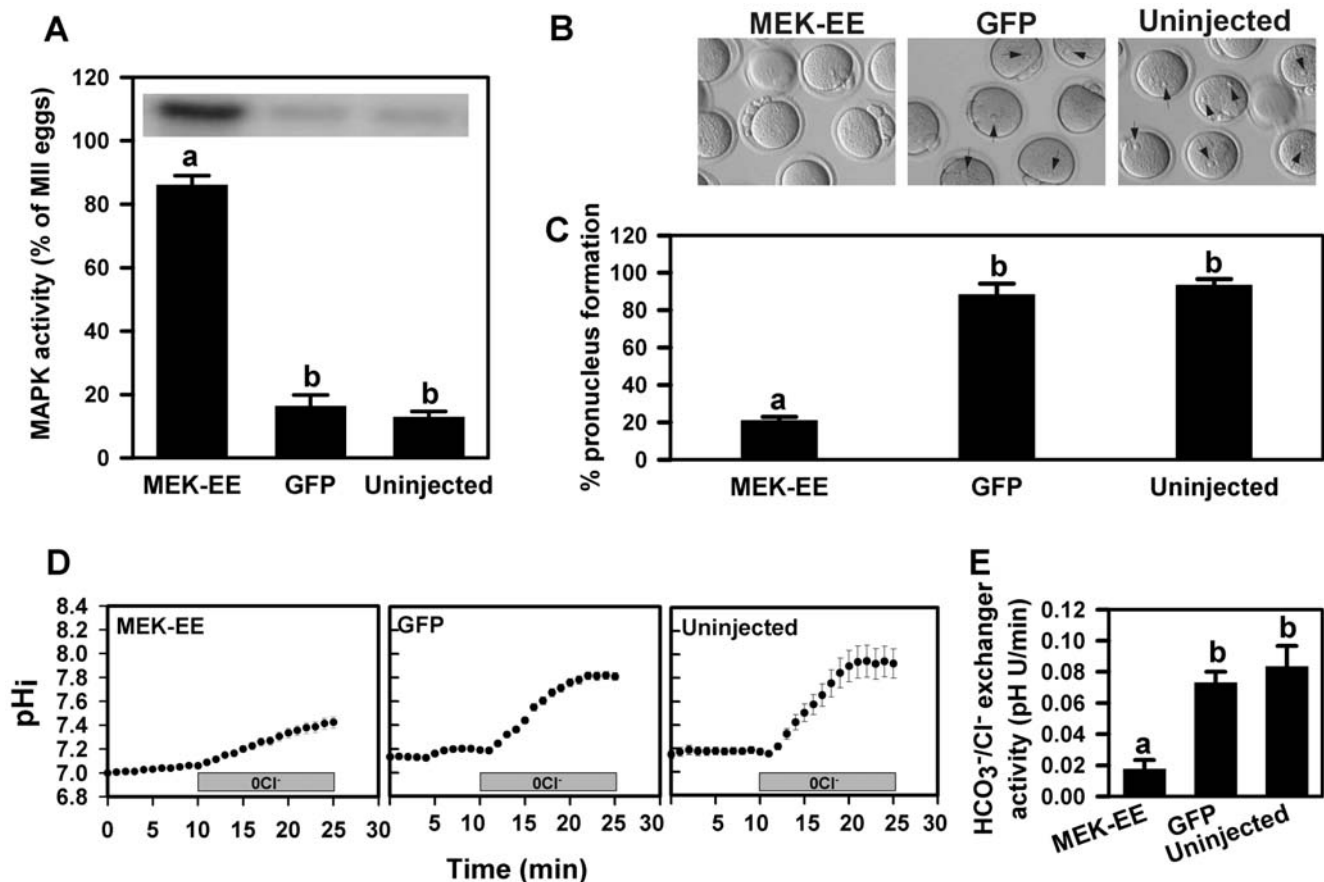 A
MAPK activity (% of MII eggs)
120
100
80
60
40
20
0
a
b
b
MEK-EE GFP Uninjected
B
MEK-EE GFP Uninjected
C
% pronucleus formation
120
100
80
60
40
20
0
a
b
b
MEK-EE GFP Uninjected
D
pHi
8.4
8.2
8.0
7.8
7.6
7.4
7.2
7.0
6.8
MEK-EE
GFP
Uninjected
0Cl⁻
0Cl⁻
0Cl⁻
0 5 10 15 20 25 30 5 10 15 20 25 30 5 10 15 20 25 30
Time (min)
E
HCO₃⁻/Cl⁻ exchanger
activity (pH U/min)
0.12
0.10
0.08
0.06
0.04
0.02
0.00
a
b
b
MEK-EE
GFP
Uninjected